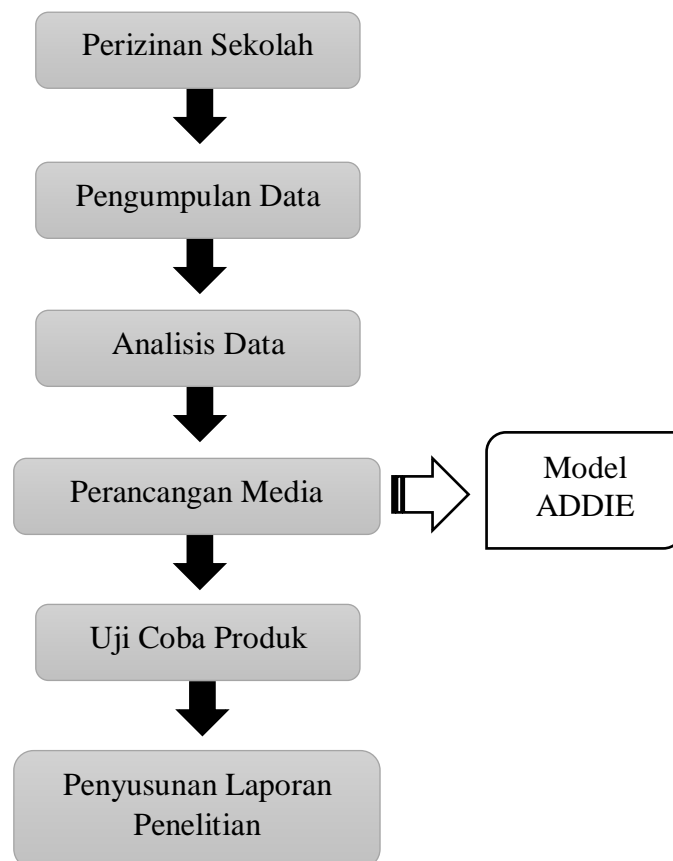 Perizinan Sekolah
Pengumpulan Data
Analisis Data
Perancangan Media
Model
ADDIE
Uji Coba Produk
Penyusunan Laporan
Penelitian